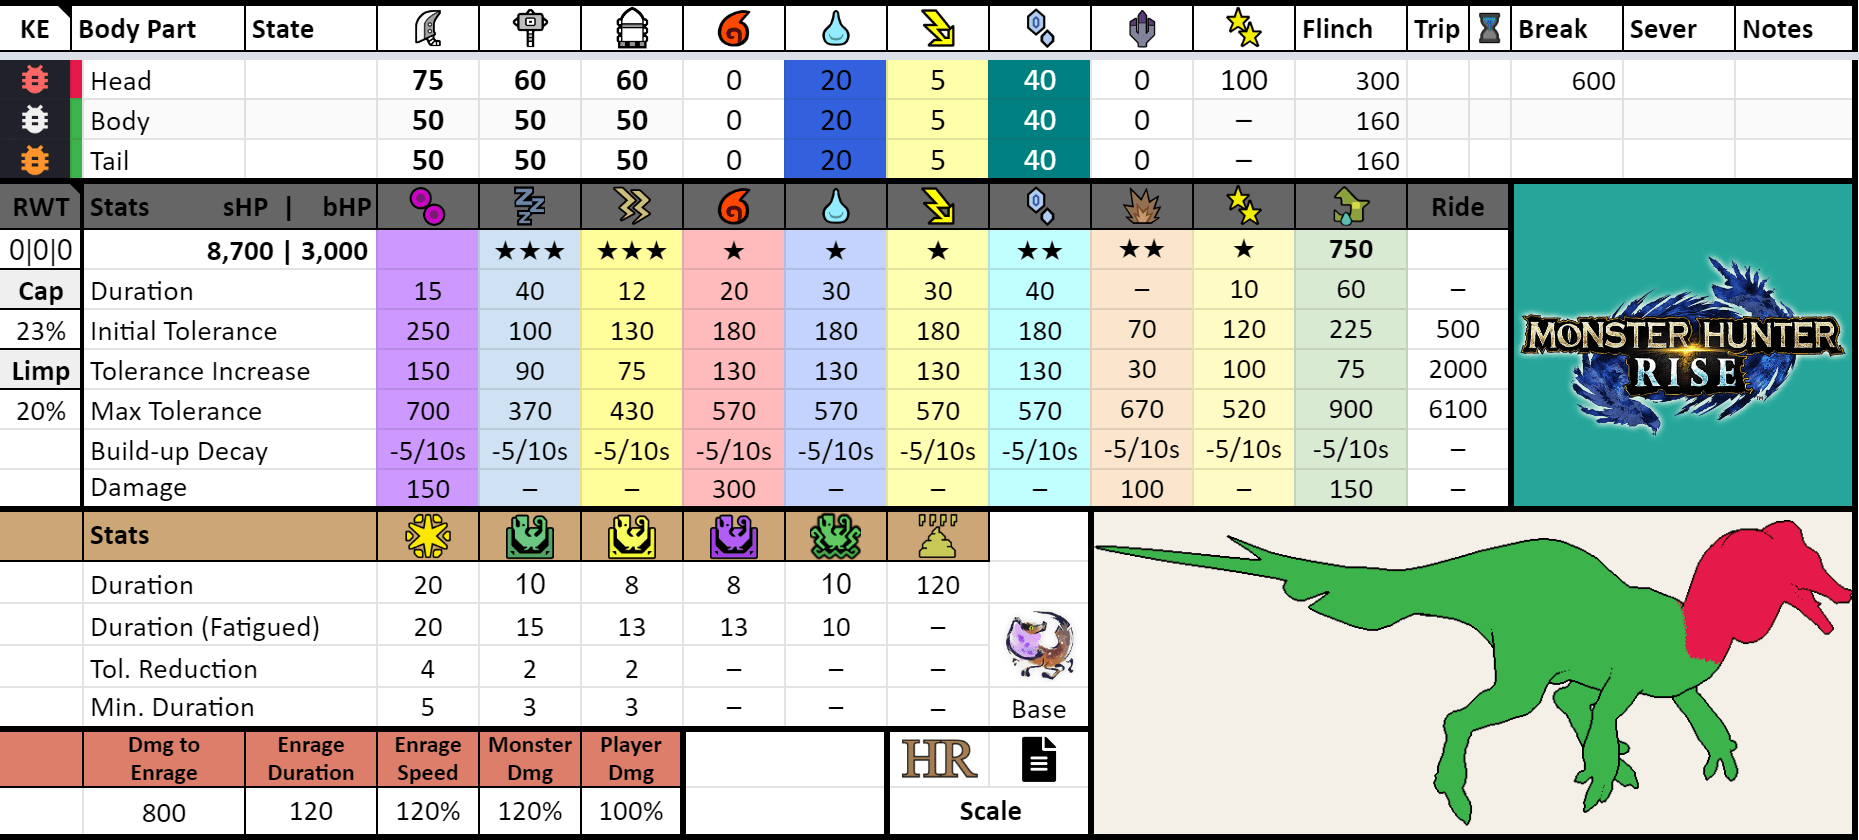 KE Body Part State Flinch Trip Break Sever Notes
Head 75 60 60 0 20 5 40 0 100 300 600
Body 50 50 50 0 20 5 40 0 – 160
Tail 50 50 50 0 20 5 40 0 – 160
RWT Stats sHP | bHP Ride
0|0|0 8,700 | 3,000 ★★★ ★★★ ★ ★ ★ ★★ ★★ ★ 750
Cap Duration 15 40 12 20 30 30 40 – 10 60 –
23% Initial Tolerance 250 100 130 180 180 180 180 70 120 225 500
Limp Tolerance Increase 150 90 75 130 130 130 130 30 100 75 2000
20% Max Tolerance 700 370 430 570 570 570 570 670 520 900 6100
Build-up Decay -5/10s -5/10s -5/10s -5/10s -5/10s -5/10s -5/10s -5/10s -5/10s -5/10s –
Damage 150 – – 300 – – – 100 – 150 –
MONSTER HUNTER
RISE
Stats
Duration 20 10 8 8 10 120
Duration (Fatigued) 20 15 13 13 10 –
Tol. Reduction 4 2 2 – – –
Min. Duration 5 3 3 – – –
Base
Dmg to Enrage Enrage Monster Player
Enrage Duration Speed Dmg Dmg
HR
800 120 120% 120% 100% Scale